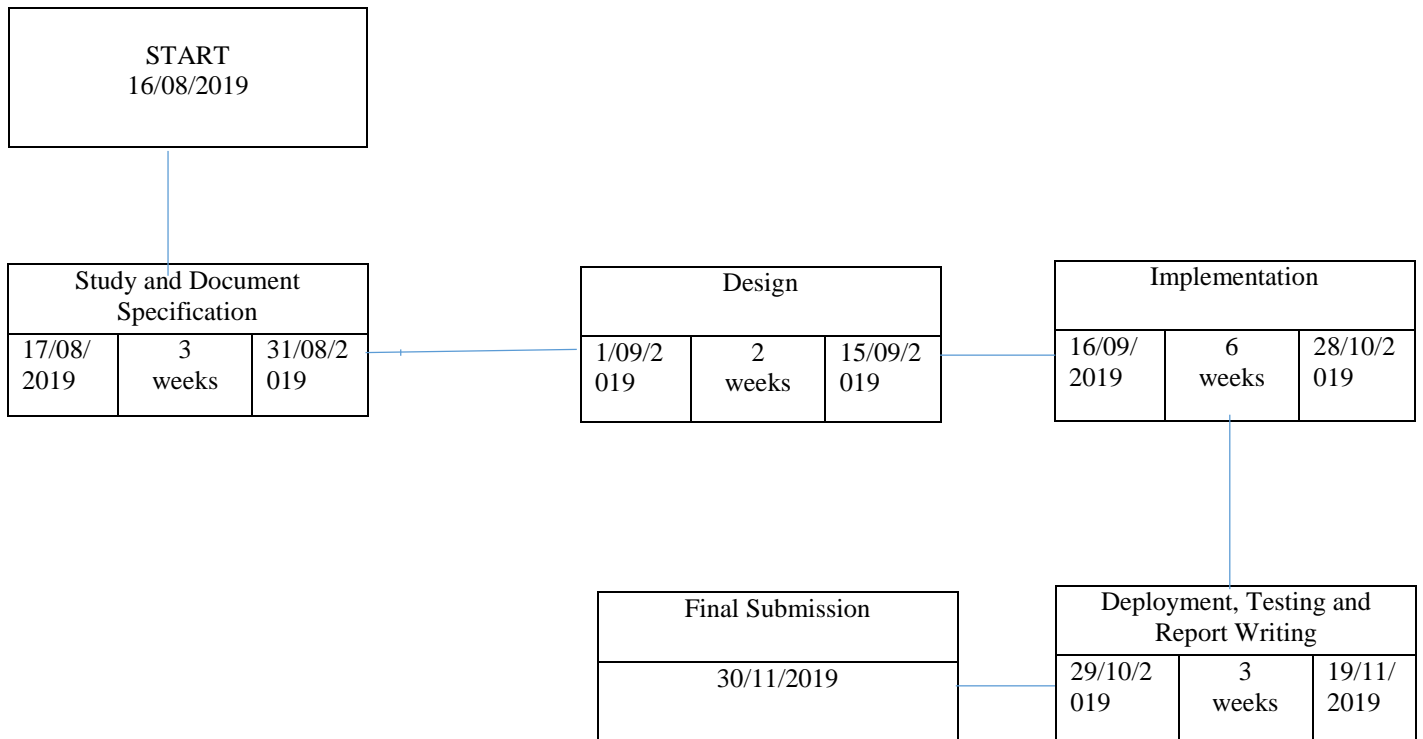 START
16/08/2019
Study and Document
Specification
17/08/
2019
3
weeks
31/08/2
019
Design
1/09/2
019
2
weeks
15/09/2
019
Implementation
16/09/
2019
6
weeks
28/10/2
019
Final Submission
30/11/2019
Deployment, Testing and
Report Writing
29/10/2
019
3
weeks
19/11/
2019